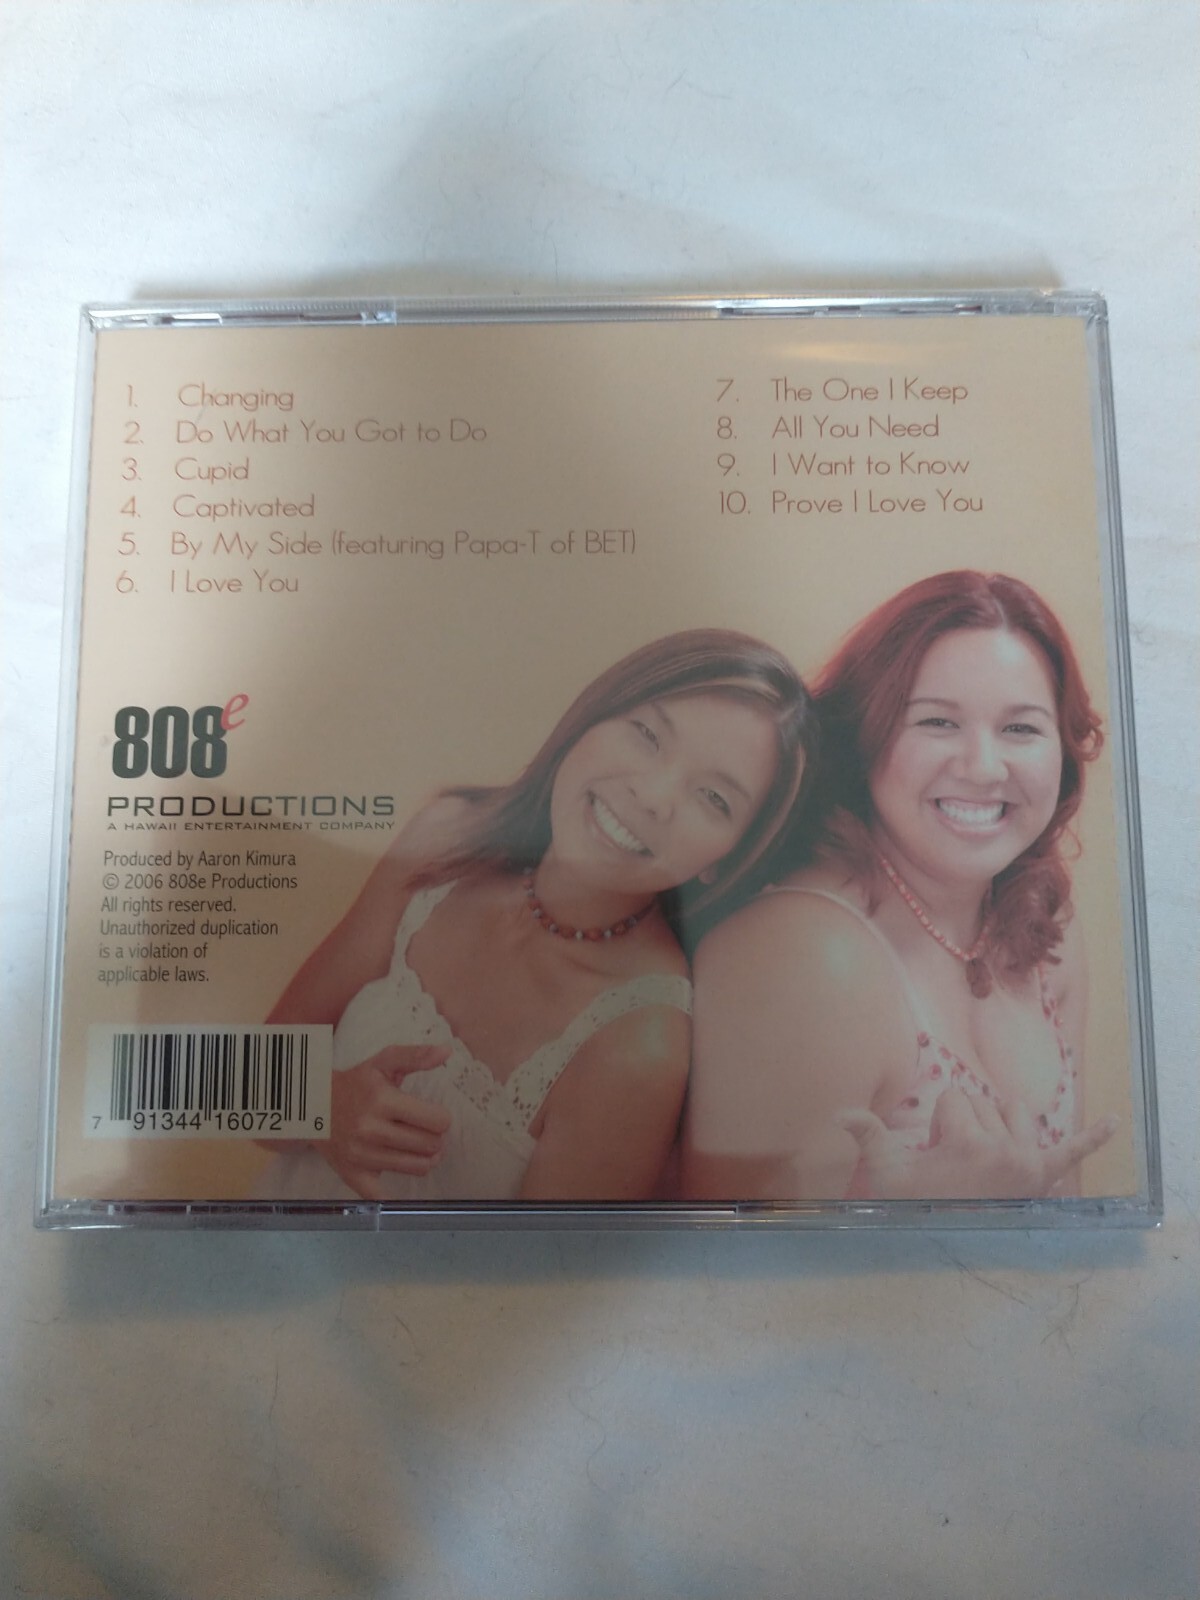 1. Changing
2. Do What You Got to Do
3. Cupid
4. Captivated
5. By My Side (featuring Papa-T of BET)
6. I Love You
7. The One I Keep
8. All You Need
9. I Want to Know
10. Prove I Love You
808e
PRODUCTIONS
A HAWAII ENTERTAINMENT COMPANY
Produced by Aaron Kimura
© 2006 808e Productions
All rights reserved.
Unauthorized duplication
is a violation of
applicable laws.
7 91344 16072 6